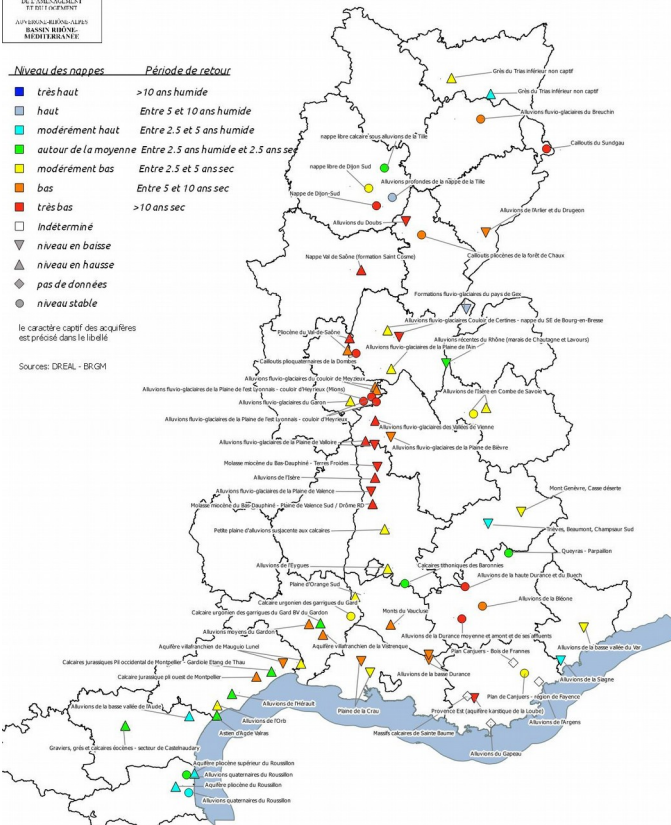 DE L'AMÉNAGEMENT
ET DU LOGEMENT
AUVERGNE-RHÔNE-ALPES
BASSIN RHÔNE-
MÉDITERRANÉE
Niveau des nappes Période de retour
très haut >10 ans humide
haut Entre 5 et 10 ans humide
modérément haut Entre 2.5 et 5 ans humide
autour de la moyenne Entre 2.5 ans humide et 2.5 ans sec
modérément bas Entre 2.5 et 5 ans sec
bas Entre 5 et 10 ans sec
très bas >10 ans sec
Indéterminé
niveau en baisse
niveau en hausse
pas de données
niveau stable
le caractère captif des acquifères
est précisé dans le libellé
Sources: DREAL - BRGM
Grès du Trias inférieur non captif
Grès du Trias inférieur non captif
Alluvions fluvio-glaciaires du Breuchin
nappe libre calcaire sous alluvions de la Tille
Cailloutis du Sundgau
nappe libre de Dijon Sud
Alluvions profondes de la nappe de la Tille
Nappe de Dijon-Sud
Alluvions de l'Arlier et du Drugeon
Alluvions du Doubs
Cailloutis pliocènes de la forêt de Chaux
Nappe Val de Saône (formation Saint Cosme)
Formations fluvio-glaciaires du pays de Gex
Alluvions fluvio-glaciaires Couloir de Certines - nappe du SE de Bourg-en-Bresse
Pliocène du Val-de-Saône
Alluvions récentes du Rhône (marais de Chautagne et Lavours)
Alluvions fluvio-glaciaires de la Plaine de l'Ain
Cailloutis plioquaternaires de la Dombes
Alluvions fluvio-glaciaires du couloir de Meyzieux
Alluvions fluvio-glaciaires de la Plaine de l'est Lyonnais - couloir d'Heyrieux (Mions)
Alluvions de l'Isère en Combe de Savoie
Alluvions fluvio-glaciaires du Garon
Alluvions fluvio-glaciaires de la Plaine de l'est Lyonnais - couloir d'Heyrieux
Alluvions fluvio-glaciaires des Vallées de Vienne
Alluvions fluvio-glaciaires de la Plaine de Valloire
Alluvions fluvio-glaciaires de la Plaine de Bièvre
Molasse miocène du Bas-Dauphiné - Terres Froides
Alluvions de l'Isère
Alluvions fluvio-glaciaires de la Plaine de Valence
Mont Genèvre, Casse déserte
Molasse miocène du Bas-Dauphiné - Plaine de Valence Sud / Drôme RD
Petite plaine d'alluvions susjacente aux calcaires
Trièves, Beaumont, Champsaur Sud
Queyras - Parpaillon
Alluvions de l'Eygues
Calcaires tithoniques des Baronnies
Alluvions de la haute Durance et du Buech
Plaine d'Orange Sud
Alluvions de la Bléone
Calcaire urgonien des garrigues du Gard
Calcaire urgonien des garrigues du Gard BV du Gardon
Monts du Vaucluse
Alluvions moyens du Gardon
Alluvions de la Durance moyenne et amont et de ses affluents
Aquifère villafranchien de la Vistrenque
Aquifère villafranchien de Mauguio Lunel
Alluvions de la basse vallée du Var
Plan Canjuers - Bois de Frannes
Calcaires jurassiques Pli occidental de Montpellier - Gardiole Etang de Thau
Alluvions de la basse Durance
Calcaire jurassique pli ouest de Montpellier
Alluvions de la Siagne
Plan de Canjuers - région de Fayence
Alluvions de l'Hérault
Alluvions de la basse vallée de l'Aude
Plaine de la Crau
Provence Est (aquifère karstique de la Loube)
Alluvions de l'Argens
Alluvions de l'Orb
Astien d'Agde Valras
Massifs calcaires de Sainte Baume
Graviers, grès et calcaires éocènes - secteur de Castelnaudary
Alluvions du Gapeau
Aquifère pliocène supérieur du Roussillon
Alluvions quaternaires du Roussillon
Aquifère pliocène du Roussillon
Alluvions quaternaires du Roussillon